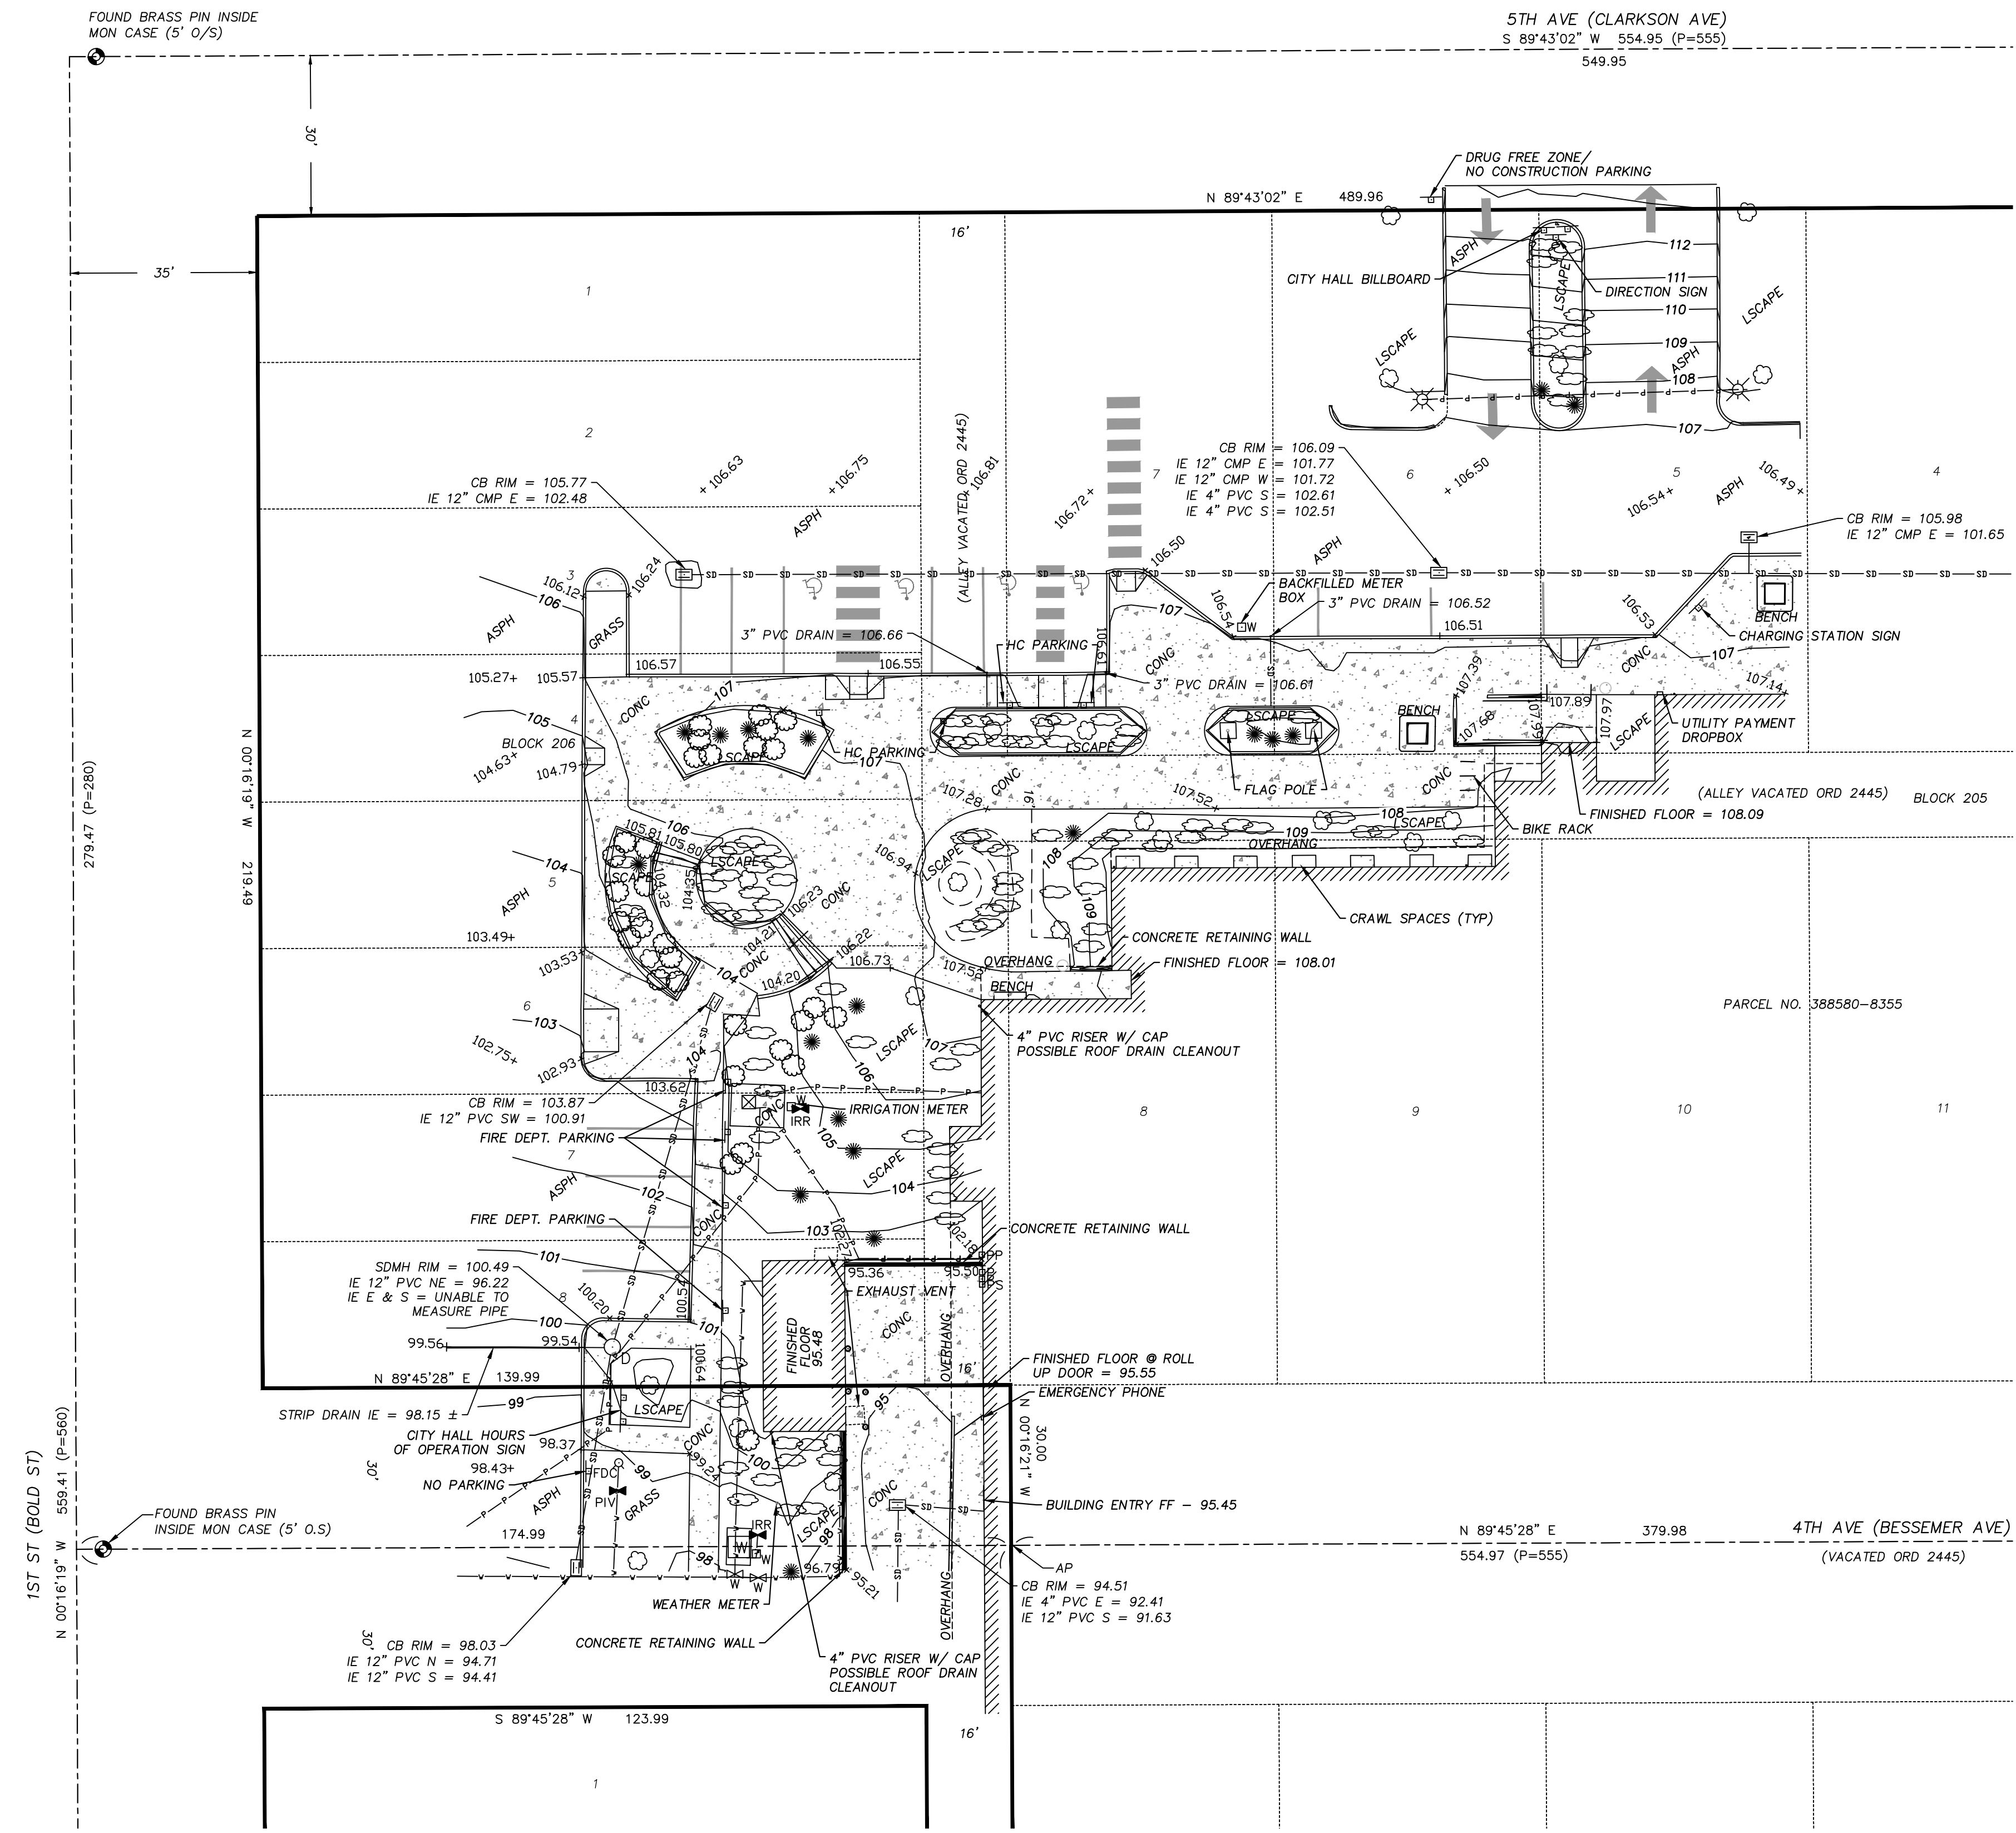 FOUND BRASS PIN INSIDE
MON CASE (5' O/S)
5TH AVE (CLARKSON AVE)
S 89°43'02" W 554.95 (P=555)
549.95
30'
DRUG FREE ZONE/
NO CONSTRUCTION PARKING
N 89°43'02" E 489.96
16'
35'
ASPH
112
CITY HALL BILLBOARD
LSCAPE
111
DIRECTION SIGN
110
LSCAPE
1
109
LSCAPE
ASPH
108
107
2
(ALLEY VACATED ORD 2445)
CB RIM = 106.09
IE 12" CMP E = 101.77
IE 12" CMP W = 101.72
IE 4" PVC S = 102.61
IE 4" PVC S = 102.51
7
6
5
4
CB RIM = 105.77
IE 12" CMP E = 102.48
106.63
106.75
106.81
106.72
106.50
106.54
106.49
ASPH
ASPH
CB RIM = 105.98
IE 12" CMP E = 101.65
ASPH
106.50
3
106.12
106.24
106
ASPH
GRASS
BACKFILLED METER
BOX
W
3" PVC DRAIN = 106.52
107
106.54
106.51
106.53
BENCH
CHARGING STATION SIGN
3" PVC DRAIN = 106.66
HC PARKING
106.61
106.57
106.55
CONC
CONC
107
105.27
105.57
3" PVC DRAIN = 106.61
107.39
107.14
107
CONC
105
4
BLOCK 206
LSCAPE
HC PARKING
107
LSCAPE
LSCAPE
BENCH
107.68
107.69
107.89
107.97
LSCAPE
UTILITY PAYMENT
DROPBOX
104.63
104.79
CONC
FLAG POLE
CONC
(ALLEY VACATED ORD 2445)
BLOCK 205
N 00°16'19" W 219.49
279.47 (P=280)
107.28
16'
107.52
108
LSCAPE
FINISHED FLOOR = 108.09
BIKE RACK
105.81
106
105.80
109
OVERHANG
104
5
LSCAPE
LSCAPE
104.32
104.35
106.94
LSCAPE
108
ASPH
106.23
CONC
109
CRAWL SPACES (TYP)
103.49
104.21
106.22
CONCRETE RETAINING WALL
103.53
104
CONC
106.73
107.52
OVERHANG
FINISHED FLOOR = 108.01
104.20
BENCH
6
103
PARCEL NO. 388580-8355
102.75
102.93
104
LSCAPE
107
4" PVC RISER W/ CAP
POSSIBLE ROOF DRAIN CLEANOUT
106
103.62
CB RIM = 103.87
IE 12" PVC SW = 100.91
CONC
W
IRR
IRRIGATION METER
8
9
10
11
FIRE DEPT. PARKING
105
7
ASPH
LSCAPE
102
104
FIRE DEPT. PARKING
CONC
103
102.27
102.18
CONCRETE RETAINING WALL
101
SDMH RIM = 100.49
IE 12" PVC NE = 96.22
IE E & S = UNABLE TO
MEASURE PIPE
95.36
95.50
EXHAUST VENT
8
100.20
100.54
100
101
FINISHED
FLOOR
95.48
CONC
OVERHANG
99.56
99.54
D
100.64
16'
FINISHED FLOOR @ ROLL
UP DOOR = 95.55
N 89°45'28" E 139.99
EMERGENCY PHONE
99
LSCAPE
95
STRIP DRAIN IE = 98.15 ±
CITY HALL HOURS
OF OPERATION SIGN
98.37
CONC
100
N 00°16'21" W
30.00
30'
98.43
NO PARKING
FDC
99
99.24
ASPH
PIV
GRASS
CONC
BUILDING ENTRY FF - 95.45
FOUND BRASS PIN
INSIDE MON CASE (5' O.S)
174.99
IRR
LSCAPE
98
N 89°45'28" E 379.98
554.97 (P=555)
4TH AVE (BESSEMER AVE)
(VACATED ORD 2445)
98
W
W
W
W
96.79
95.21
AP
CB RIM = 94.51
IE 4" PVC E = 92.41
IE 12" PVC S = 91.63
OVERHANG
WEATHER METER
1ST ST (BOLD ST)
N 00°16'19" W 559.41 (P=560)
30'
CB RIM = 98.03
IE 12" PVC N = 94.71
IE 12" PVC S = 94.41
CONCRETE RETAINING WALL
4" PVC RISER W/ CAP
POSSIBLE ROOF DRAIN
CLEANOUT
S 89°45'28" W 123.99
16'
1